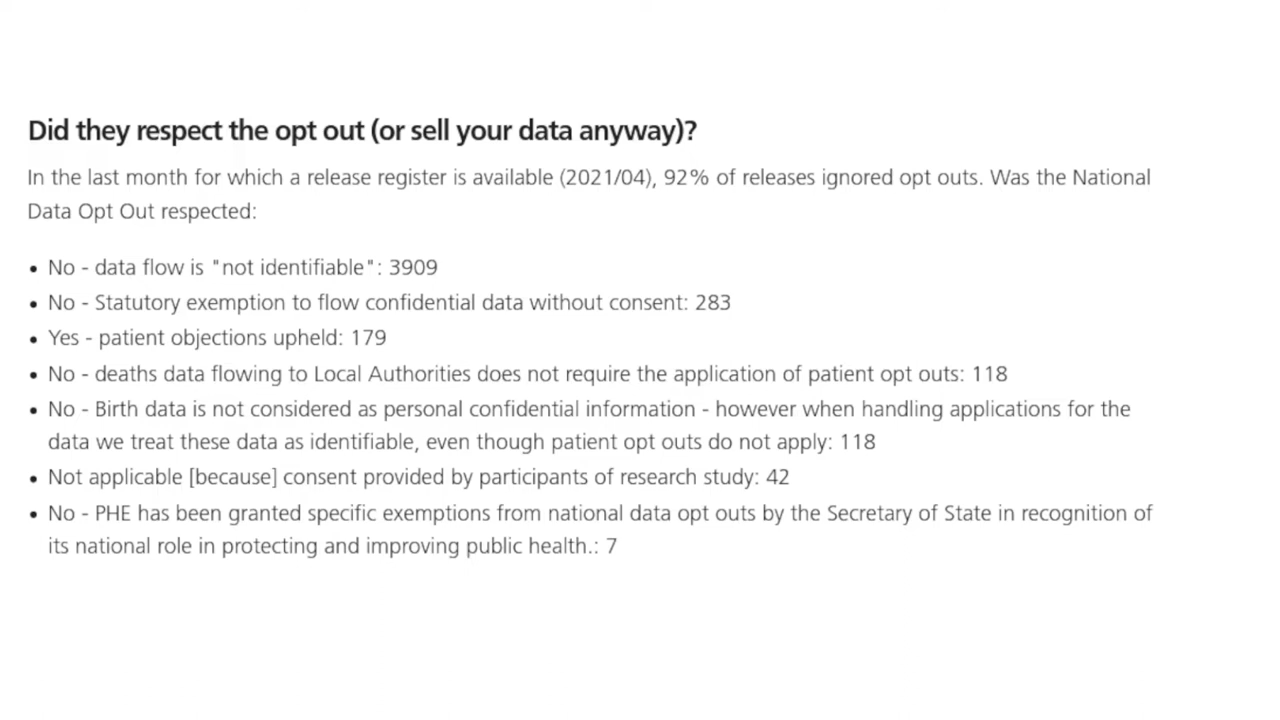 Did they respect the opt out (or sell your data anyway)?
In the last month for which a release register is available (2021/04), 92% of releases ignored opt outs. Was the National
Data Opt Out respected:
• No - data flow is "not identifiable": 3909
• No - Statutory exemption to flow confidential data without consent: 283
• Yes - patient objections upheld: 179
• No - deaths data flowing to Local Authorities does not require the application of patient opt outs: 118
• No - Birth data is not considered as personal confidential information - however when handling applications for the
data we treat these data as identifiable, even though patient opt outs do not apply: 118
• Not applicable [because] consent provided by participants of research study: 42
• No - PHE has been granted specific exemptions from national data opt outs by the Secretary of State in recognition of
its national role in protecting and improving public health.: 7